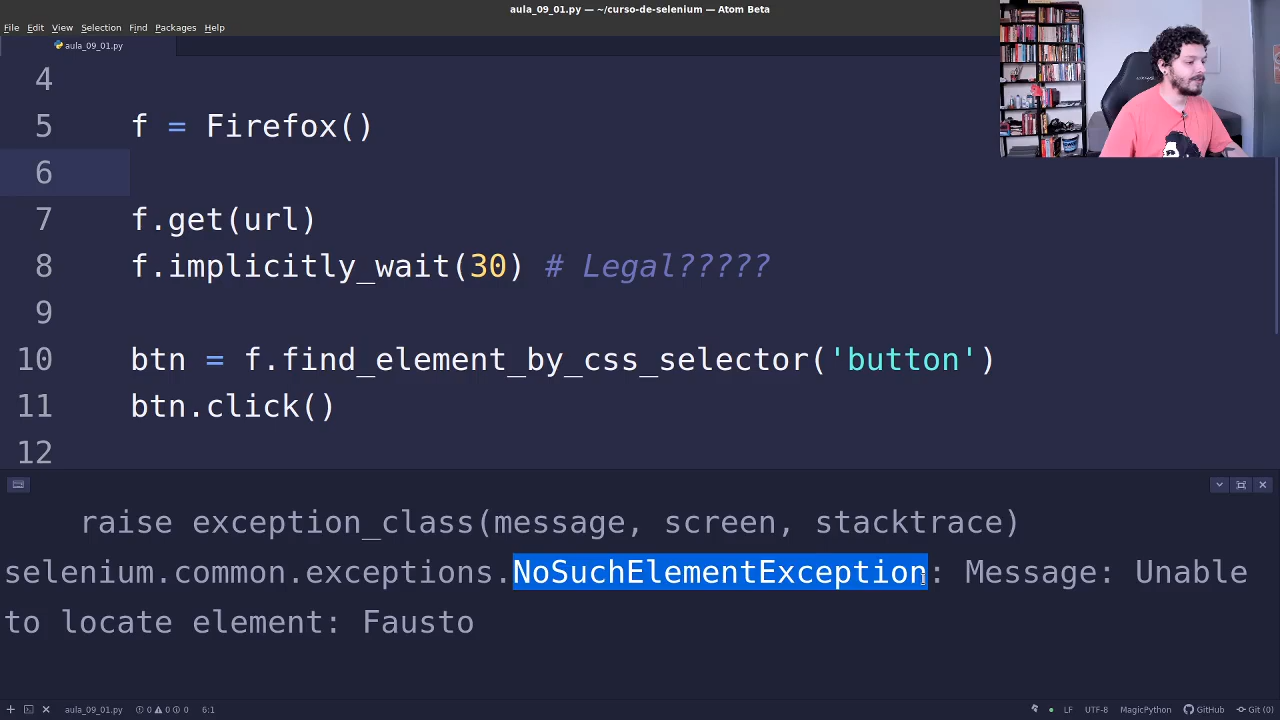 aula_09_01.py — ~/curso-de-selenium — Atom Beta
File Edit View Selection Find Packages Help
aula_09_01.py
4
5 f = Firefox()
6
7 f.get(url)
8 f.implicitly_wait(30) # Legal?????
9
10 btn = f.find_element_by_css_selector('button')
11 btn.click()
12
raise exception_class(message, screen, stacktrace)
selenium.common.exceptions.NoSuchElementException: Message: Unable
to locate element: Fausto
aula_09_01.py 0 0 0 6:1 LF UTF-8 MagicPython GitHub Git (0)